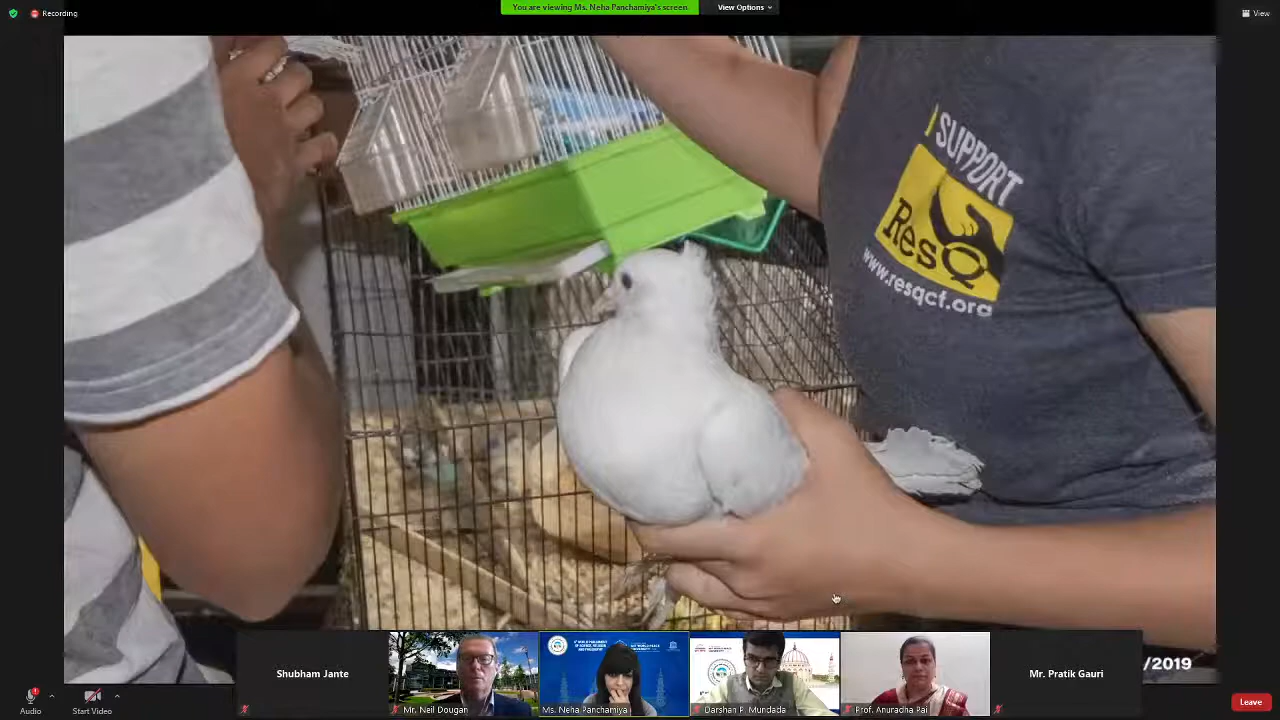 Recording
You are viewing Ms. Neha Panchamiya's screen
View Options
View
I SUPPORT
ResQ
www.resqct.org
/2019
Shubham Jante
Mr. Neil Dougan
Ms. Neha Panchamiya
Darshan P. Mundada
Prof. Anuradha Pai
Mr. Pratik Gauri
Audio
Start Video
Leave